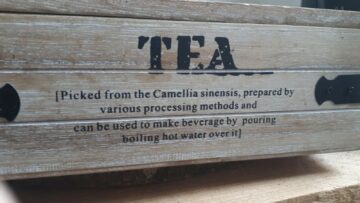 TEA
[Picked from the Camellia sinensis, prepared by
various processing methods and
can be used to make beverage by pouring
boiling hot water over it]